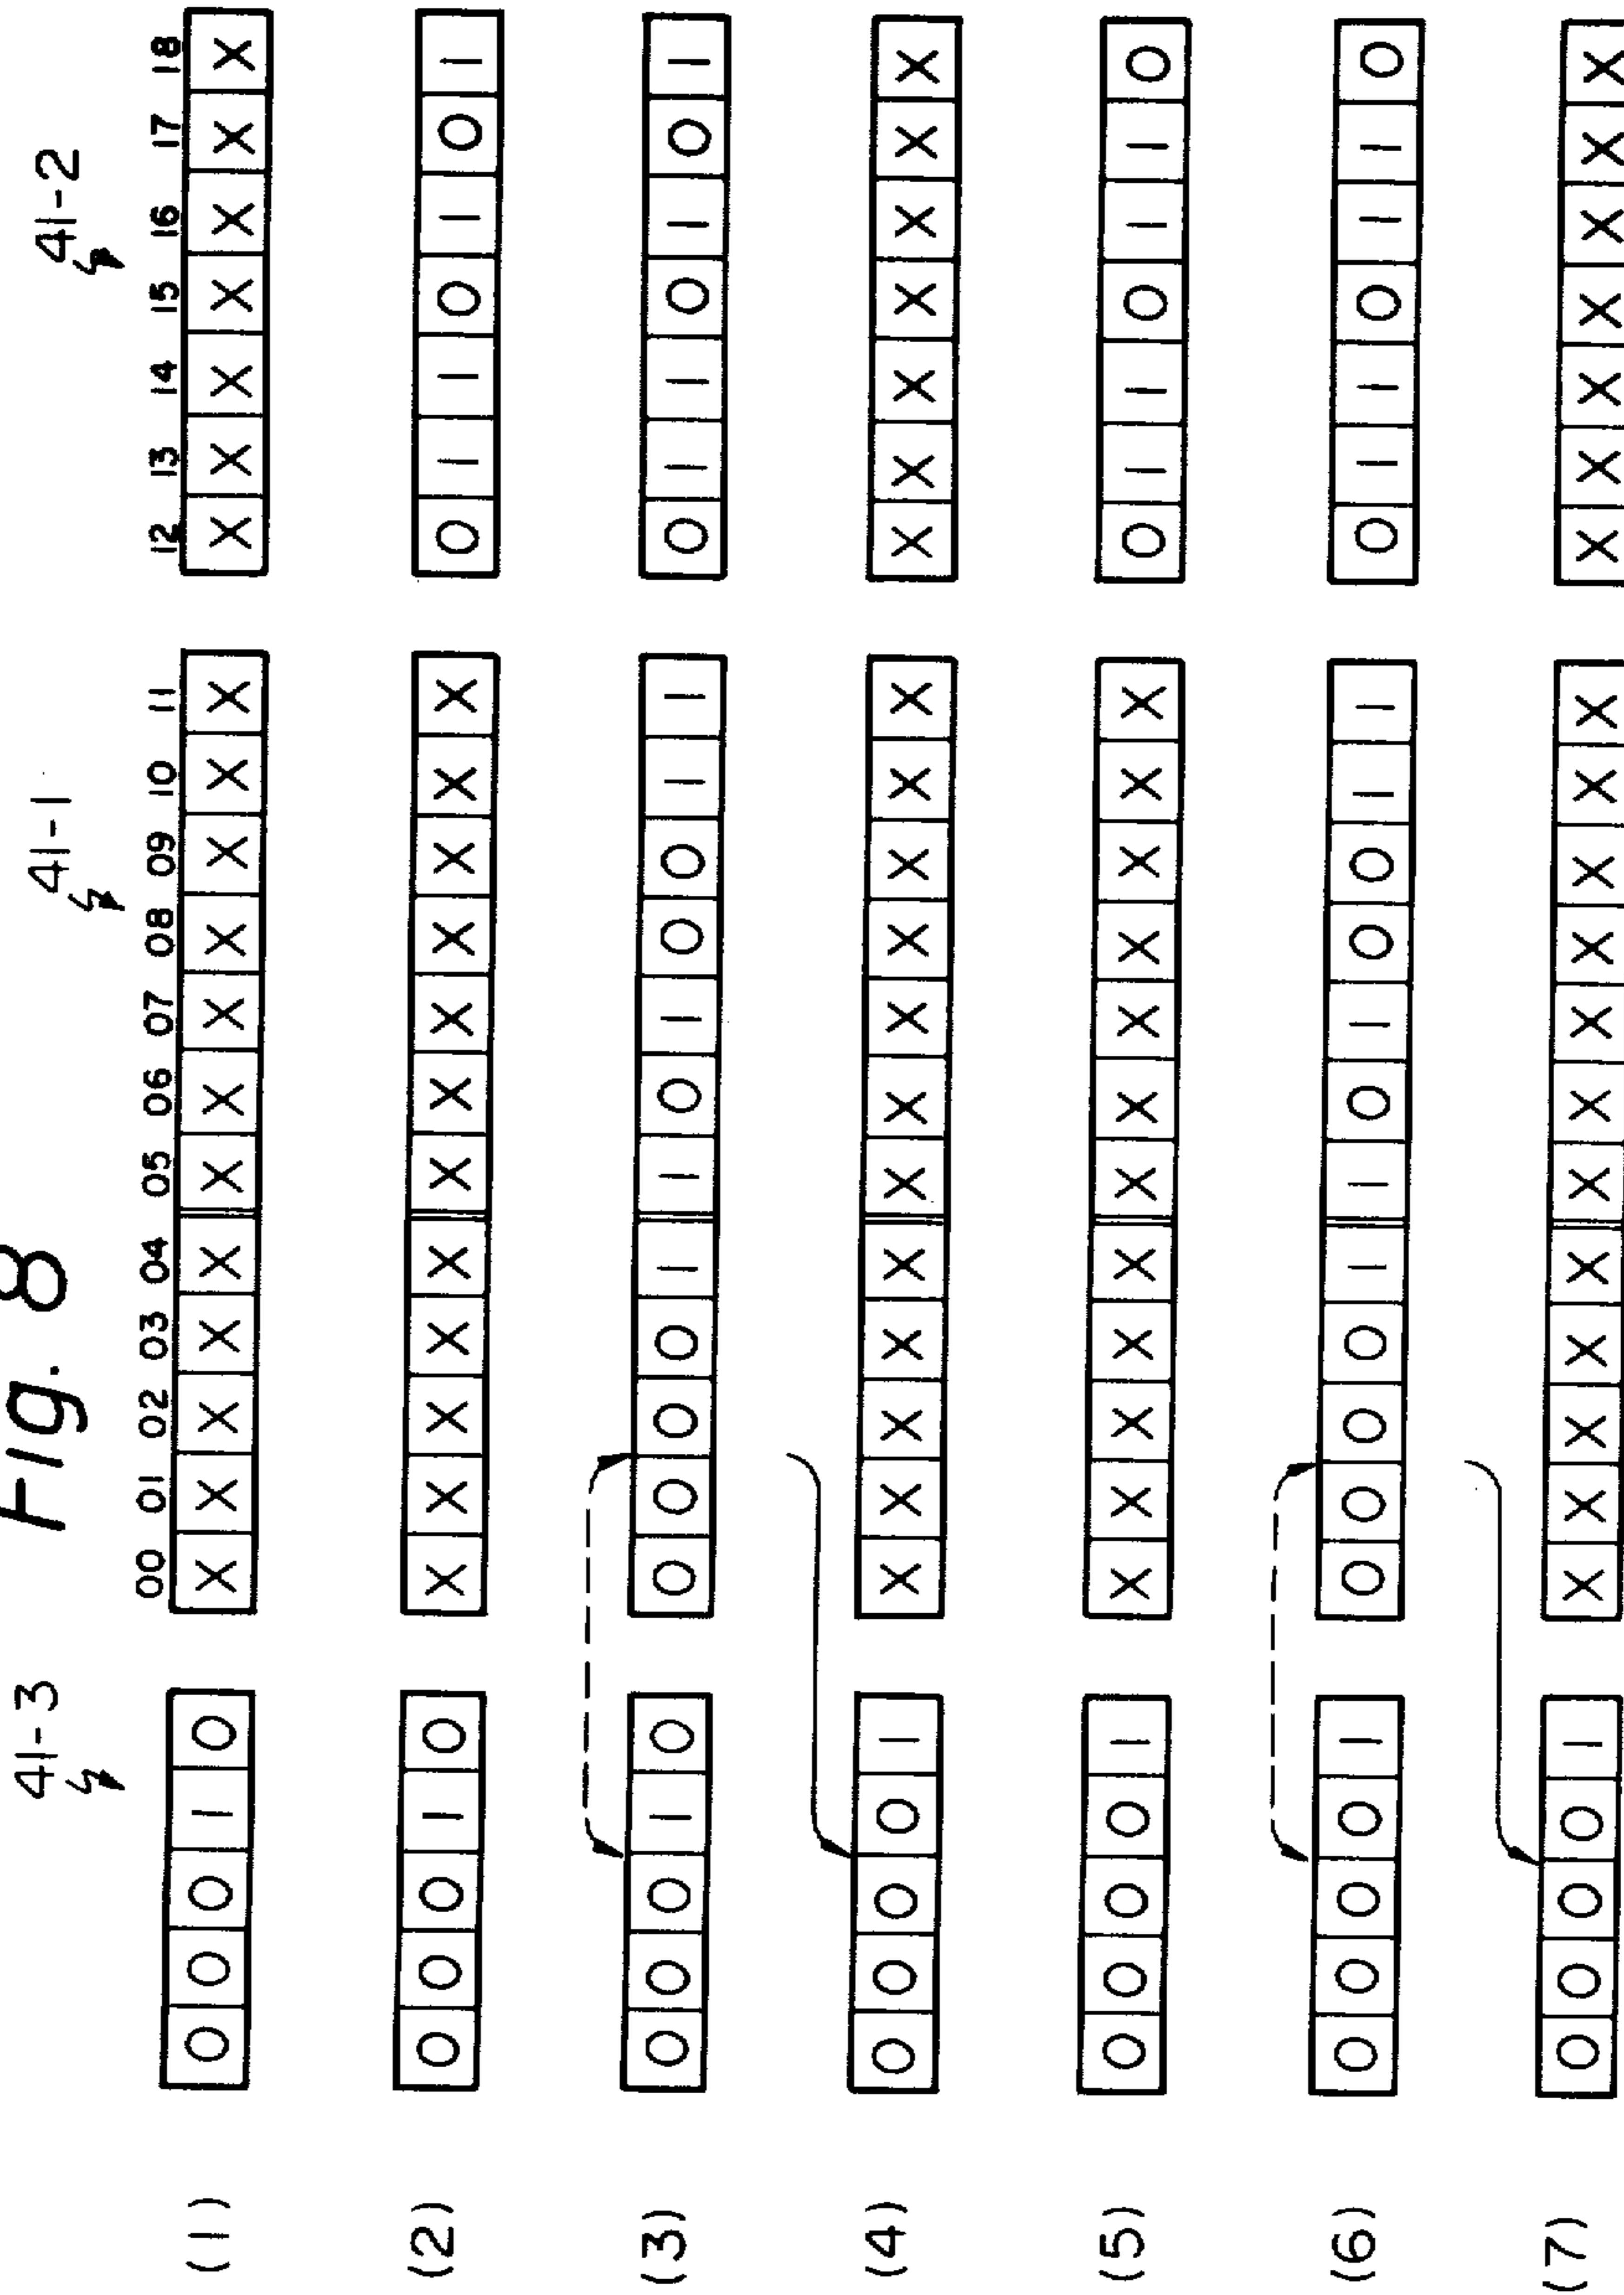 Fig. 8
41-3 41-1 41-2
00 01 02 03 04 05 06 07 08 09 10 11 12 13 14 15 16 17 18
(1) 0 0 0 1 0 X X X X X X X X X X X X X X X X X X X
(2) 0 0 0 1 0 X X X X X X X X X X X X 0 1 1 0 1 0 1
(3) 0 0 0 1 0 0 0 0 0 1 1 0 1 0 0 1 1 0 1 1 0 1 0 1
(4) 0 0 0 0 1 X X X X X X X X X X X X X X X X X X X
(5) 0 0 0 0 1 X X X X X X X X X X X X 0 1 1 0 1 1 0
(6) 0 0 0 0 1 0 0 0 0 1 1 0 1 0 0 1 1 0 1 1 0 1 1 0
(7) 0 0 0 0 1 X X X X X X X X X X X X X X X X X X X